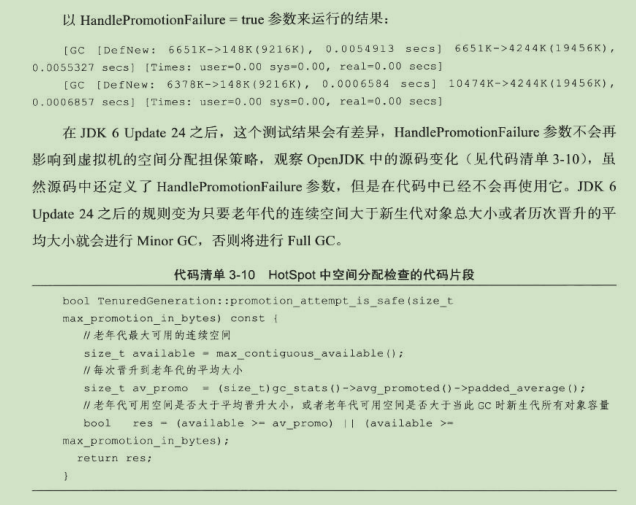 以 HandlePromotionFailure = true 参数来运行的结果：
[GC [DefNew: 6651K->148K(9216K), 0.0054913 secs] 6651K->4244K(19456K),
0.0055327 secs] [Times: user=0.00 sys=0.00, real=0.00 secs]
[GC [DefNew: 6378K->148K(9216K), 0.0006584 secs] 10474K->4244K(19456K),
0.0006857 secs] [Times: user=0.00 sys=0.00, real=0.00 secs]
在 JDK 6 Update 24 之后，这个测试结果会有差异，HandlePromotionFailure 参数不会再
影响到虚拟机的空间分配担保策略，观察 OpenJDK 中的源码变化（见代码清单 3-10），虽
然源码中还定义了 HandlePromotionFailure 参数，但是在代码中已经不会再使用它。JDK 6
Update 24 之后的规则变为只要老年代的连续空间大于新生代对象总大小或者历次晋升的平
均大小就会进行 Minor GC，否则将进行 Full GC。
代码清单 3-10 HotSpot 中空间分配检查的代码片段
bool TenuredGeneration::promotion_attempt_is_safe(size_t
max_promotion_in_bytes) const {
//老年代最大可用的连续空间
size_t available = max_contiguous_available();
//每次晋升到老年代的平均大小
size_t av_promo = (size_t)gc_stats()->avg_promoted()->padded_average();
//老年代可用空间是否大于平均晋升大小，或者老年代可用空间是否大于当此 GC 时新生代所有对象容量
bool res = (available >= av_promo) || (available >=
max_promotion_in_bytes);
return res;
}